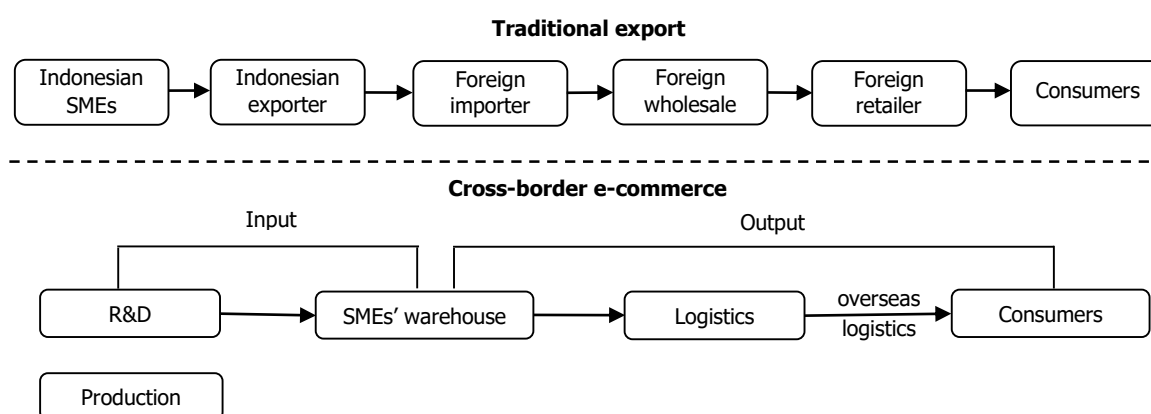 Traditional export
Indonesian
SMEs
Indonesian
exporter
Foreign
importer
Foreign
wholesale
Foreign
retailer
Consumers
Cross-border e-commerce
Input
Output
R&D
SMEs’ warehouse
Logistics
overseas
logistics
Consumers
Production